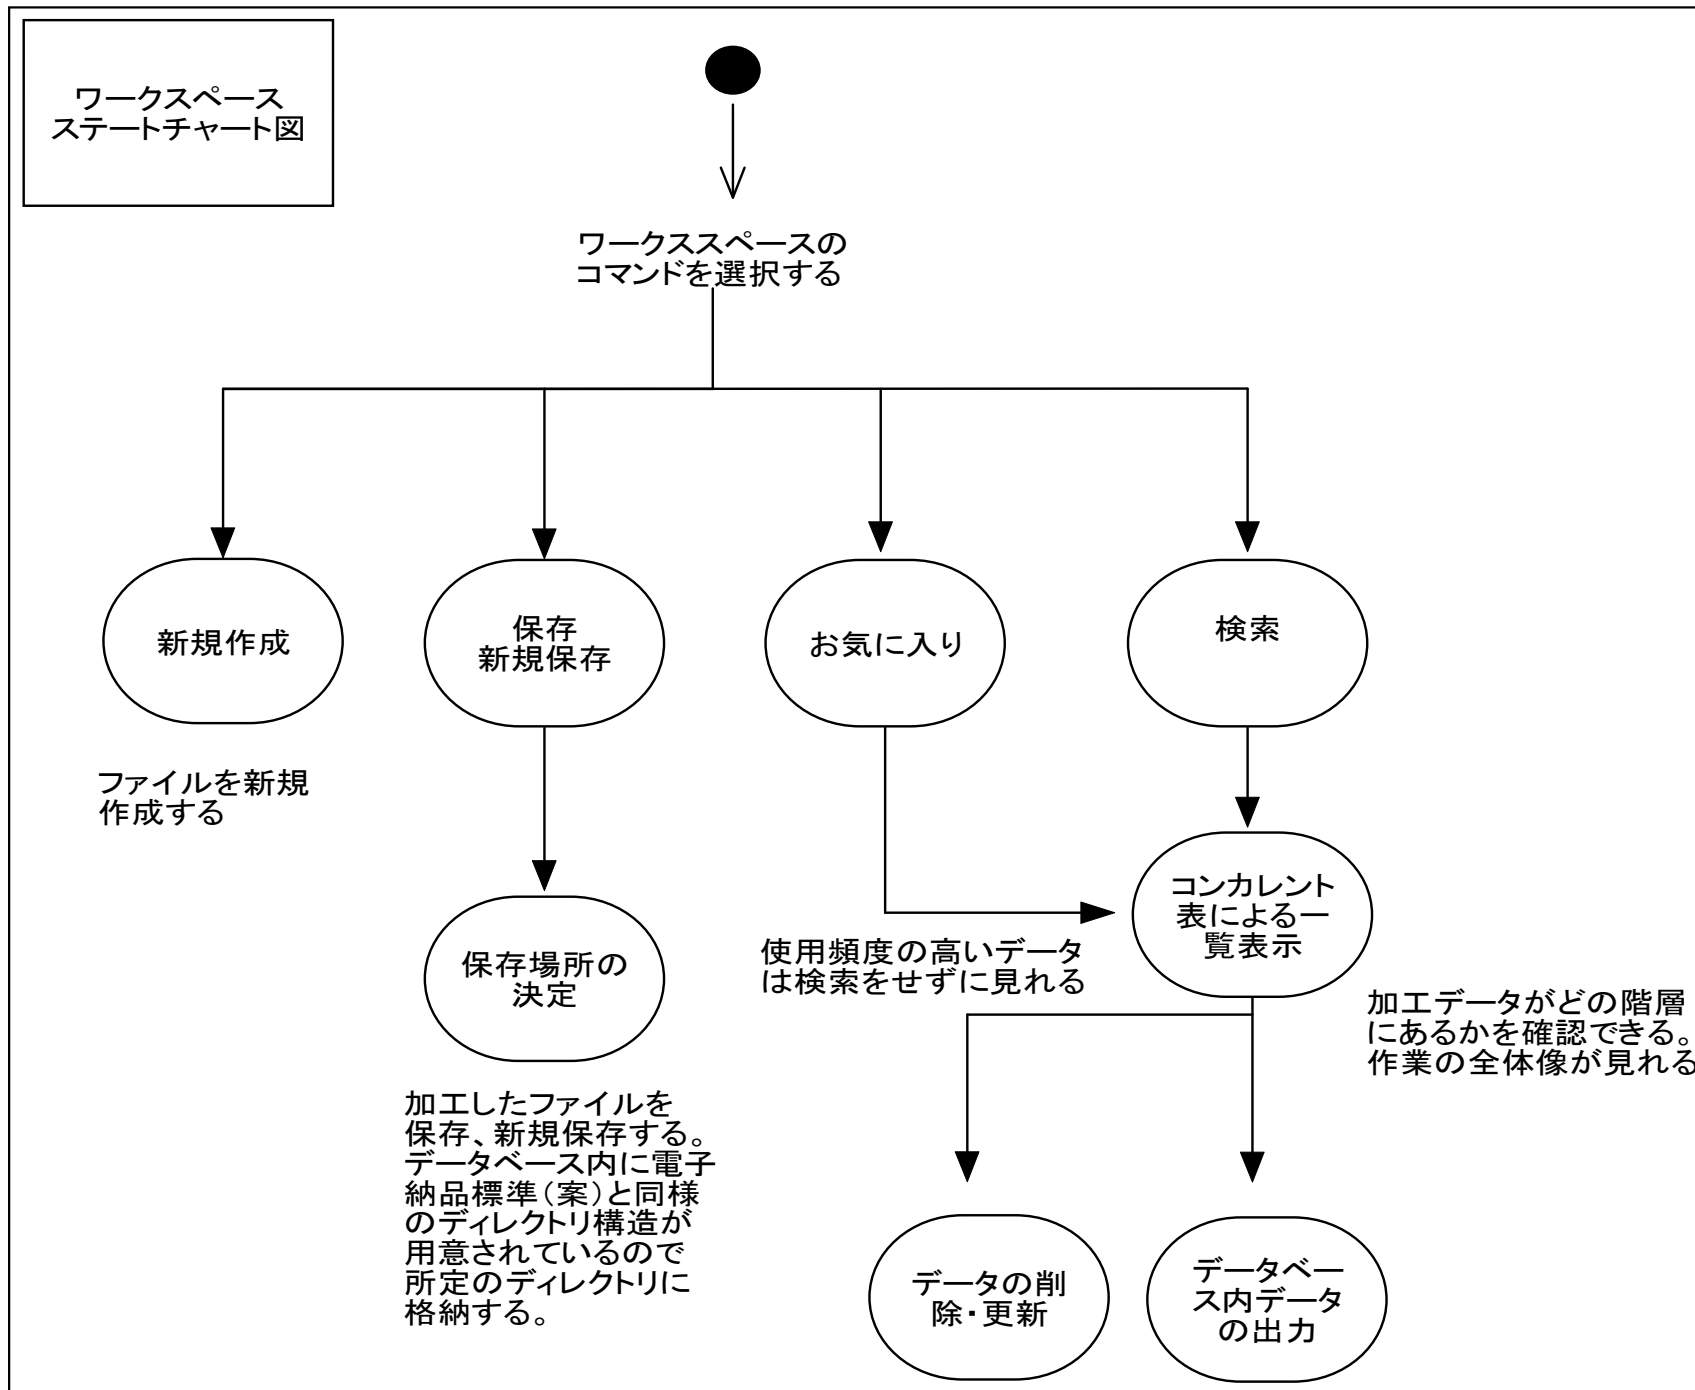 ワークスペース
ステートチャート図
ワークススペースの
コマンドを選択する
新規作成
保存
新規保存
お気に入り
検索
ファイルを新規
作成する
コンカレント
表による一
覧表示
保存場所の
決定
使用頻度の高いデータ
は検索をせずに見れる
加工データがどの階層
にあるかを確認できる。
作業の全体像が見れる
加工したファイルを
保存、新規保存する。
データベース内に電子
納品標準（案）と同様
のディレクトリ構造が
用意されているので
所定のディレクトリに
格納する。
データの削
除・更新
データベー
ス内データ
の出力